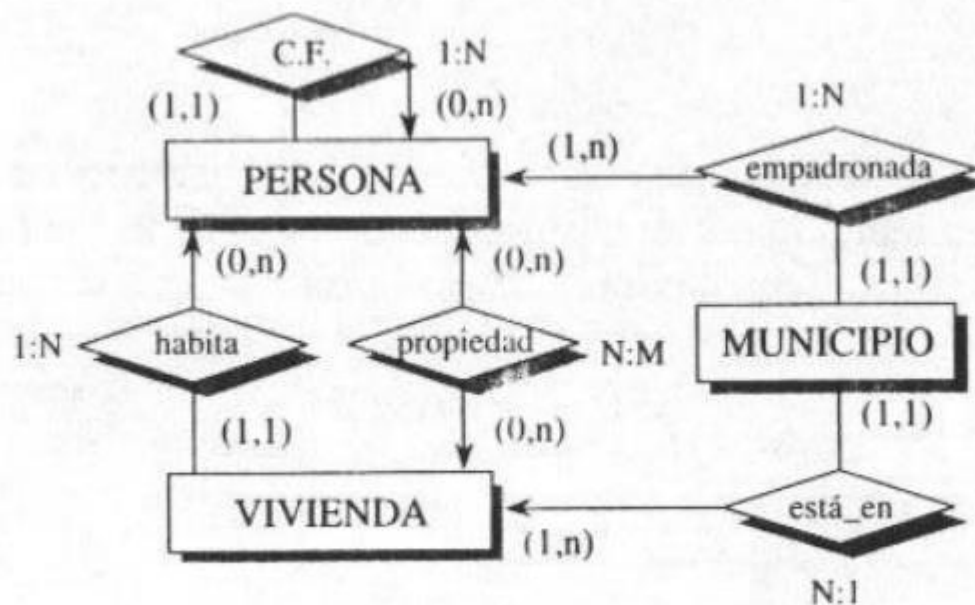 C.F.
1:N
(1,1)
(0,n)
1:N
PERSONA
(1,n)
empadronada
(0,n)
(0,n)
(1,1)
1:N
habita
propiedad
N:M
MUNICIPIO
(1,1)
(0,n)
(1,1)
VIVIENDA
(1,n)
está_en
N:1